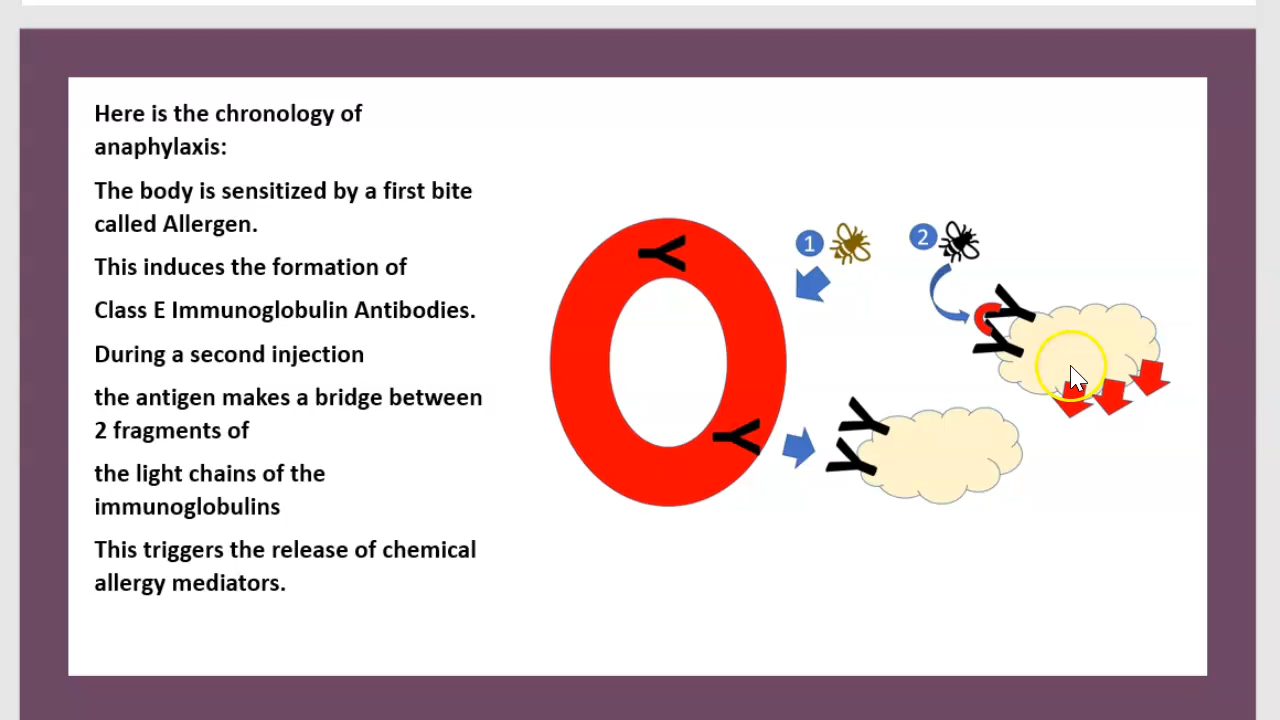 Here is the chronology of
anaphylaxis:
The body is sensitized by a first bite
called Allergen.
This induces the formation of
Class E Immunoglobulin Antibodies.
During a second injection
the antigen makes a bridge between
2 fragments of
the light chains of the
immunoglobulins
This triggers the release of chemical
allergy mediators.
1
2